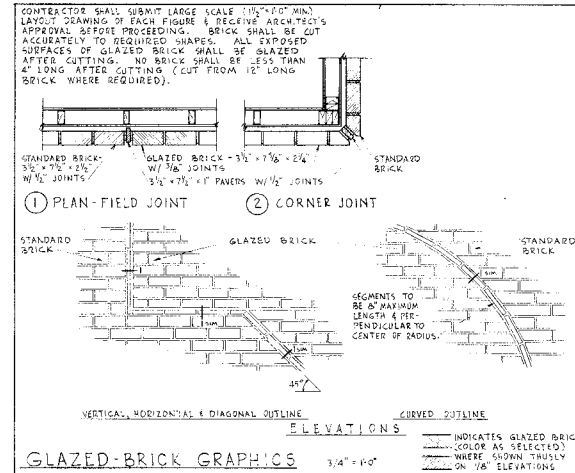 CONTRACTOR SHALL SUBMIT LARGE SCALE (1½"=1'-0" MIN.)
LAYOUT DRAWING OF EACH FIGURE & RECEIVE ARCHITECT'S
APPROVAL BEFORE PROCEEDING. BRICK SHALL BE CUT
ACCURATELY TO REQUIRED SHAPES. ALL EXPOSED
SURFACES OF GLAZED BRICK SHALL BE GLAZED
AFTER CUTTING. NO BRICK SHALL BE LESS THAN
4" LONG AFTER CUTTING (CUT FROM 12" LONG
BRICK WHERE REQUIRED).
STANDARD BRICK-
3½" × 7½" × 2½"
W/ ½" JOINTS
GLAZED BRICK - 3½" × 7⅝" × 2¼"
W/ ⅜" JOINTS
3½" × 7½" × 1" PAVERS W/ ½" JOINTS
STANDARD
BRICK
1 PLAN-FIELD JOINT
2 CORNER JOINT
STANDARD
BRICK
GLAZED BRICK
STANDARD
BRICK
1
SIM
SIM
45°
SIM
SEGMENTS TO
BE 8" MAXIMUM
LENGTH & PER-
PENDICULAR TO
CENTER OF RADIUS.
VERTICAL, HORIZONTAL & DIAGONAL OUTLINE
CURVED OUTLINE
ELEVATIONS
GLAZED-BRICK GRAPHICS 3/4" = 1'-0"
INDICATES GLAZED BRICK
(COLOR AS SELECTED)
WHERE SHOWN THUSLY
ON 1/8" ELEVATIONS